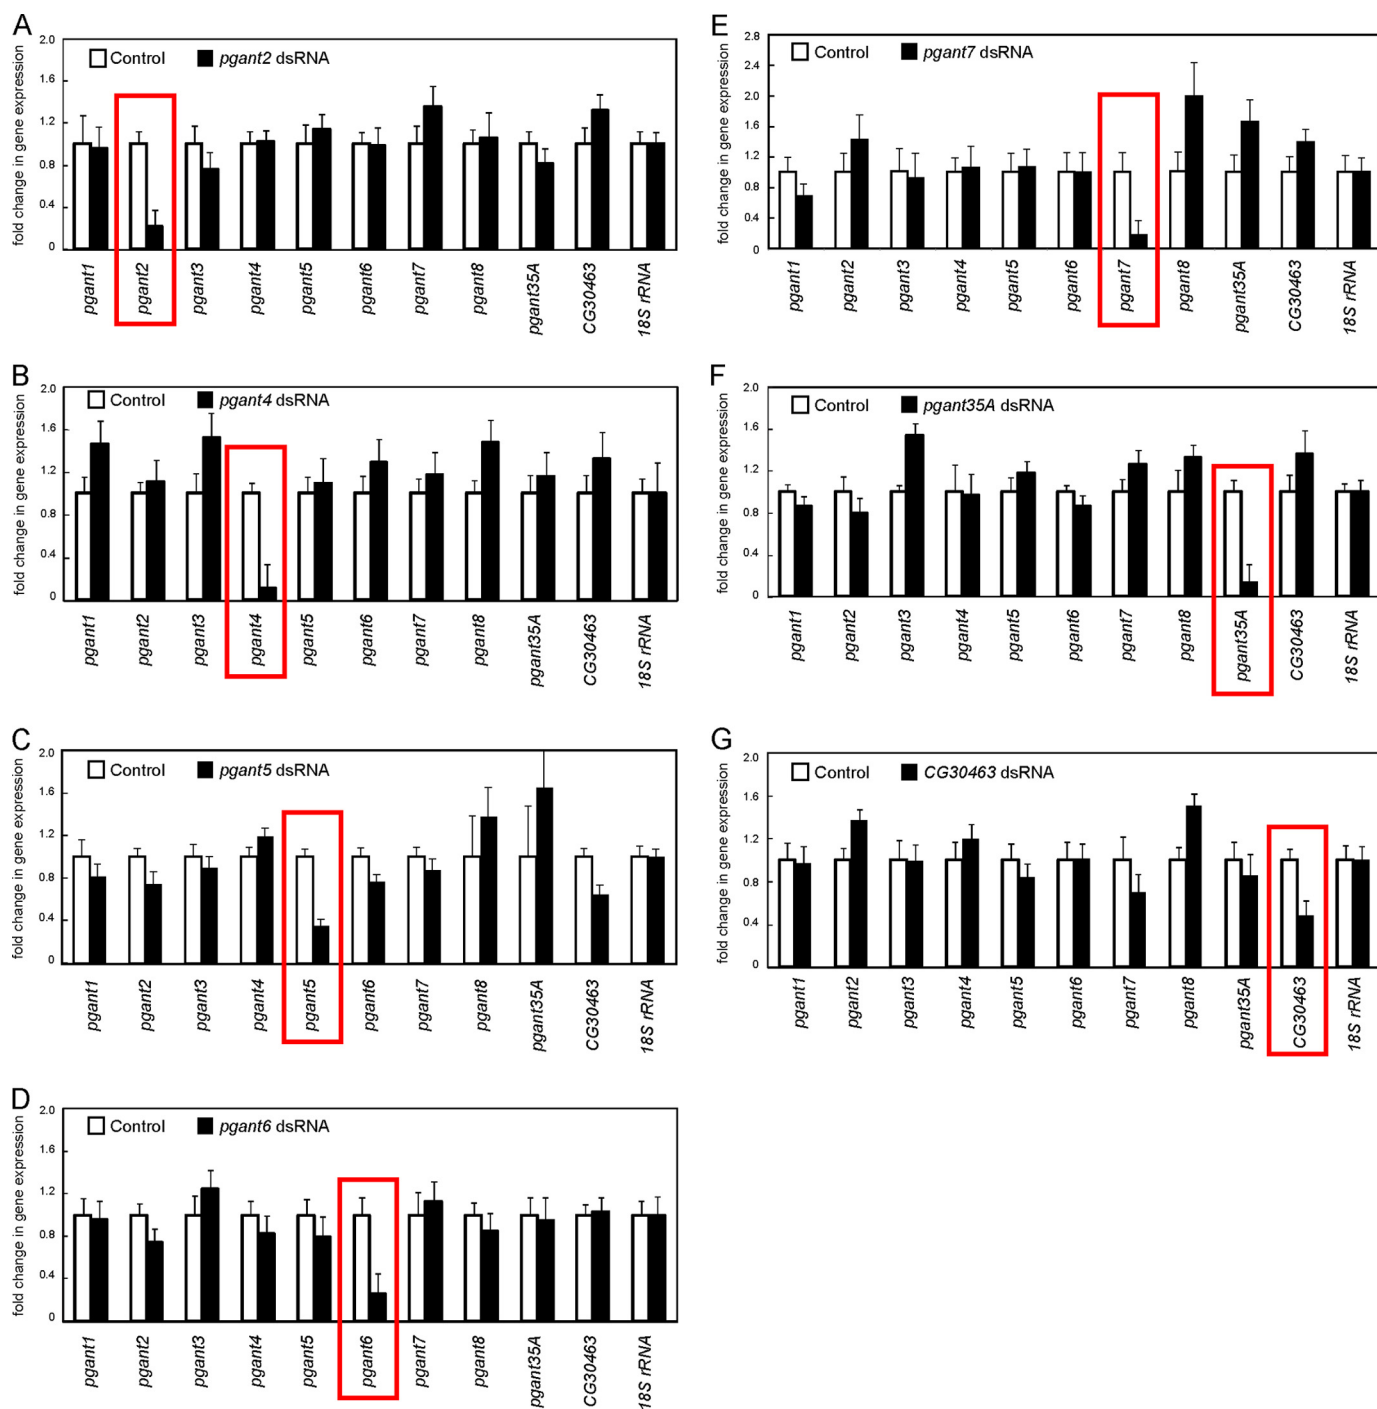 A
Control pgant2 dsRNA
fold change in gene expression
2.0
1.6
1.2
0.8
0.4
0
pgant1 pgant2 pgant3 pgant4 pgant5 pgant6 pgant7 pgant8 pgant35A CG30463 18S rRNA
B
Control pgant4 dsRNA
fold change in gene expression
2.0
1.6
1.2
0.8
0.4
0
pgant1 pgant2 pgant3 pgant4 pgant5 pgant6 pgant7 pgant8 pgant35A CG30463 18S rRNA
C
Control pgant5 dsRNA
fold change in gene expression
2.0
1.6
1.2
0.8
0.4
0
pgant1 pgant2 pgant3 pgant4 pgant5 pgant6 pgant7 pgant8 pgant35A CG30463 18S rRNA
D
Control pgant6 dsRNA
fold change in gene expression
2.0
1.6
1.2
0.8
0.4
0
pgant1 pgant2 pgant3 pgant4 pgant5 pgant6 pgant7 pgant8 pgant35A CG30463 18S rRNA
E
Control pgant7 dsRNA
fold change in gene expression
2.8
2.4
2.0
1.6
1.2
0.8
0.4
0
pgant1 pgant2 pgant3 pgant4 pgant5 pgant6 pgant7 pgant8 pgant35A CG30463 18S rRNA
F
Control pgant35A dsRNA
fold change in gene expression
2.0
1.6
1.2
0.8
0.4
0
pgant1 pgant2 pgant3 pgant4 pgant5 pgant6 pgant7 pgant8 pgant35A CG30463 18S rRNA
G
Control CG30463 dsRNA
fold change in gene expression
2.0
1.6
1.2
0.8
0.4
0
pgant1 pgant2 pgant3 pgant4 pgant5 pgant6 pgant7 pgant8 pgant35A CG30463 18S rRNA